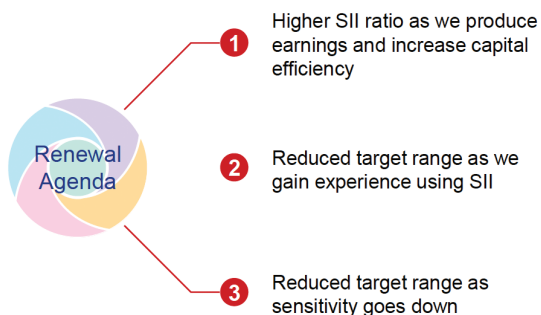 Renewal
Agenda
1
Higher SII ratio as we produce
earnings and increase capital
efficiency
2
Reduced target range as we
gain experience using SII
3
Reduced target range as
sensitivity goes down